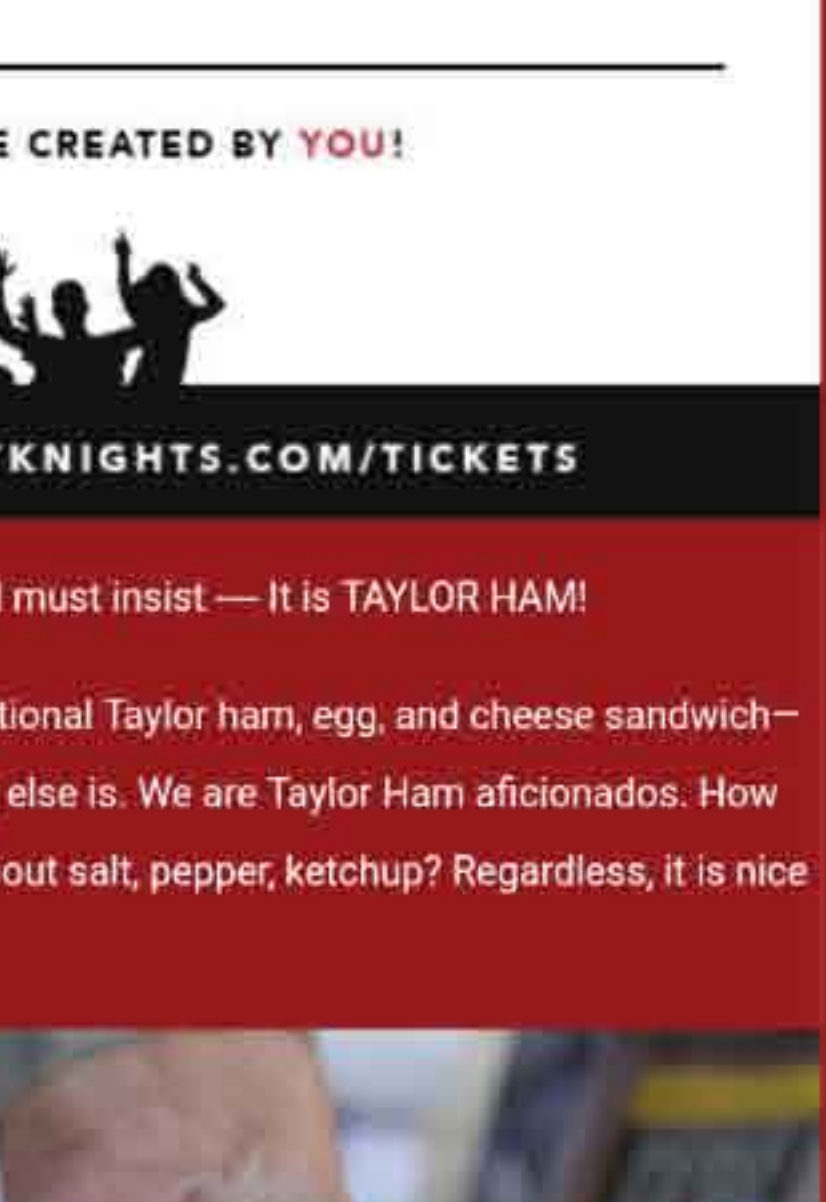 E CREATED BY YOU!
KNIGHTS.COM/TICKETS
I must insist — It is TAYLOR HAM!
tional Taylor ham, egg, and cheese sandwich—
else is. We are Taylor Ham aficionados. How
out salt, pepper, ketchup? Regardless, it is nice